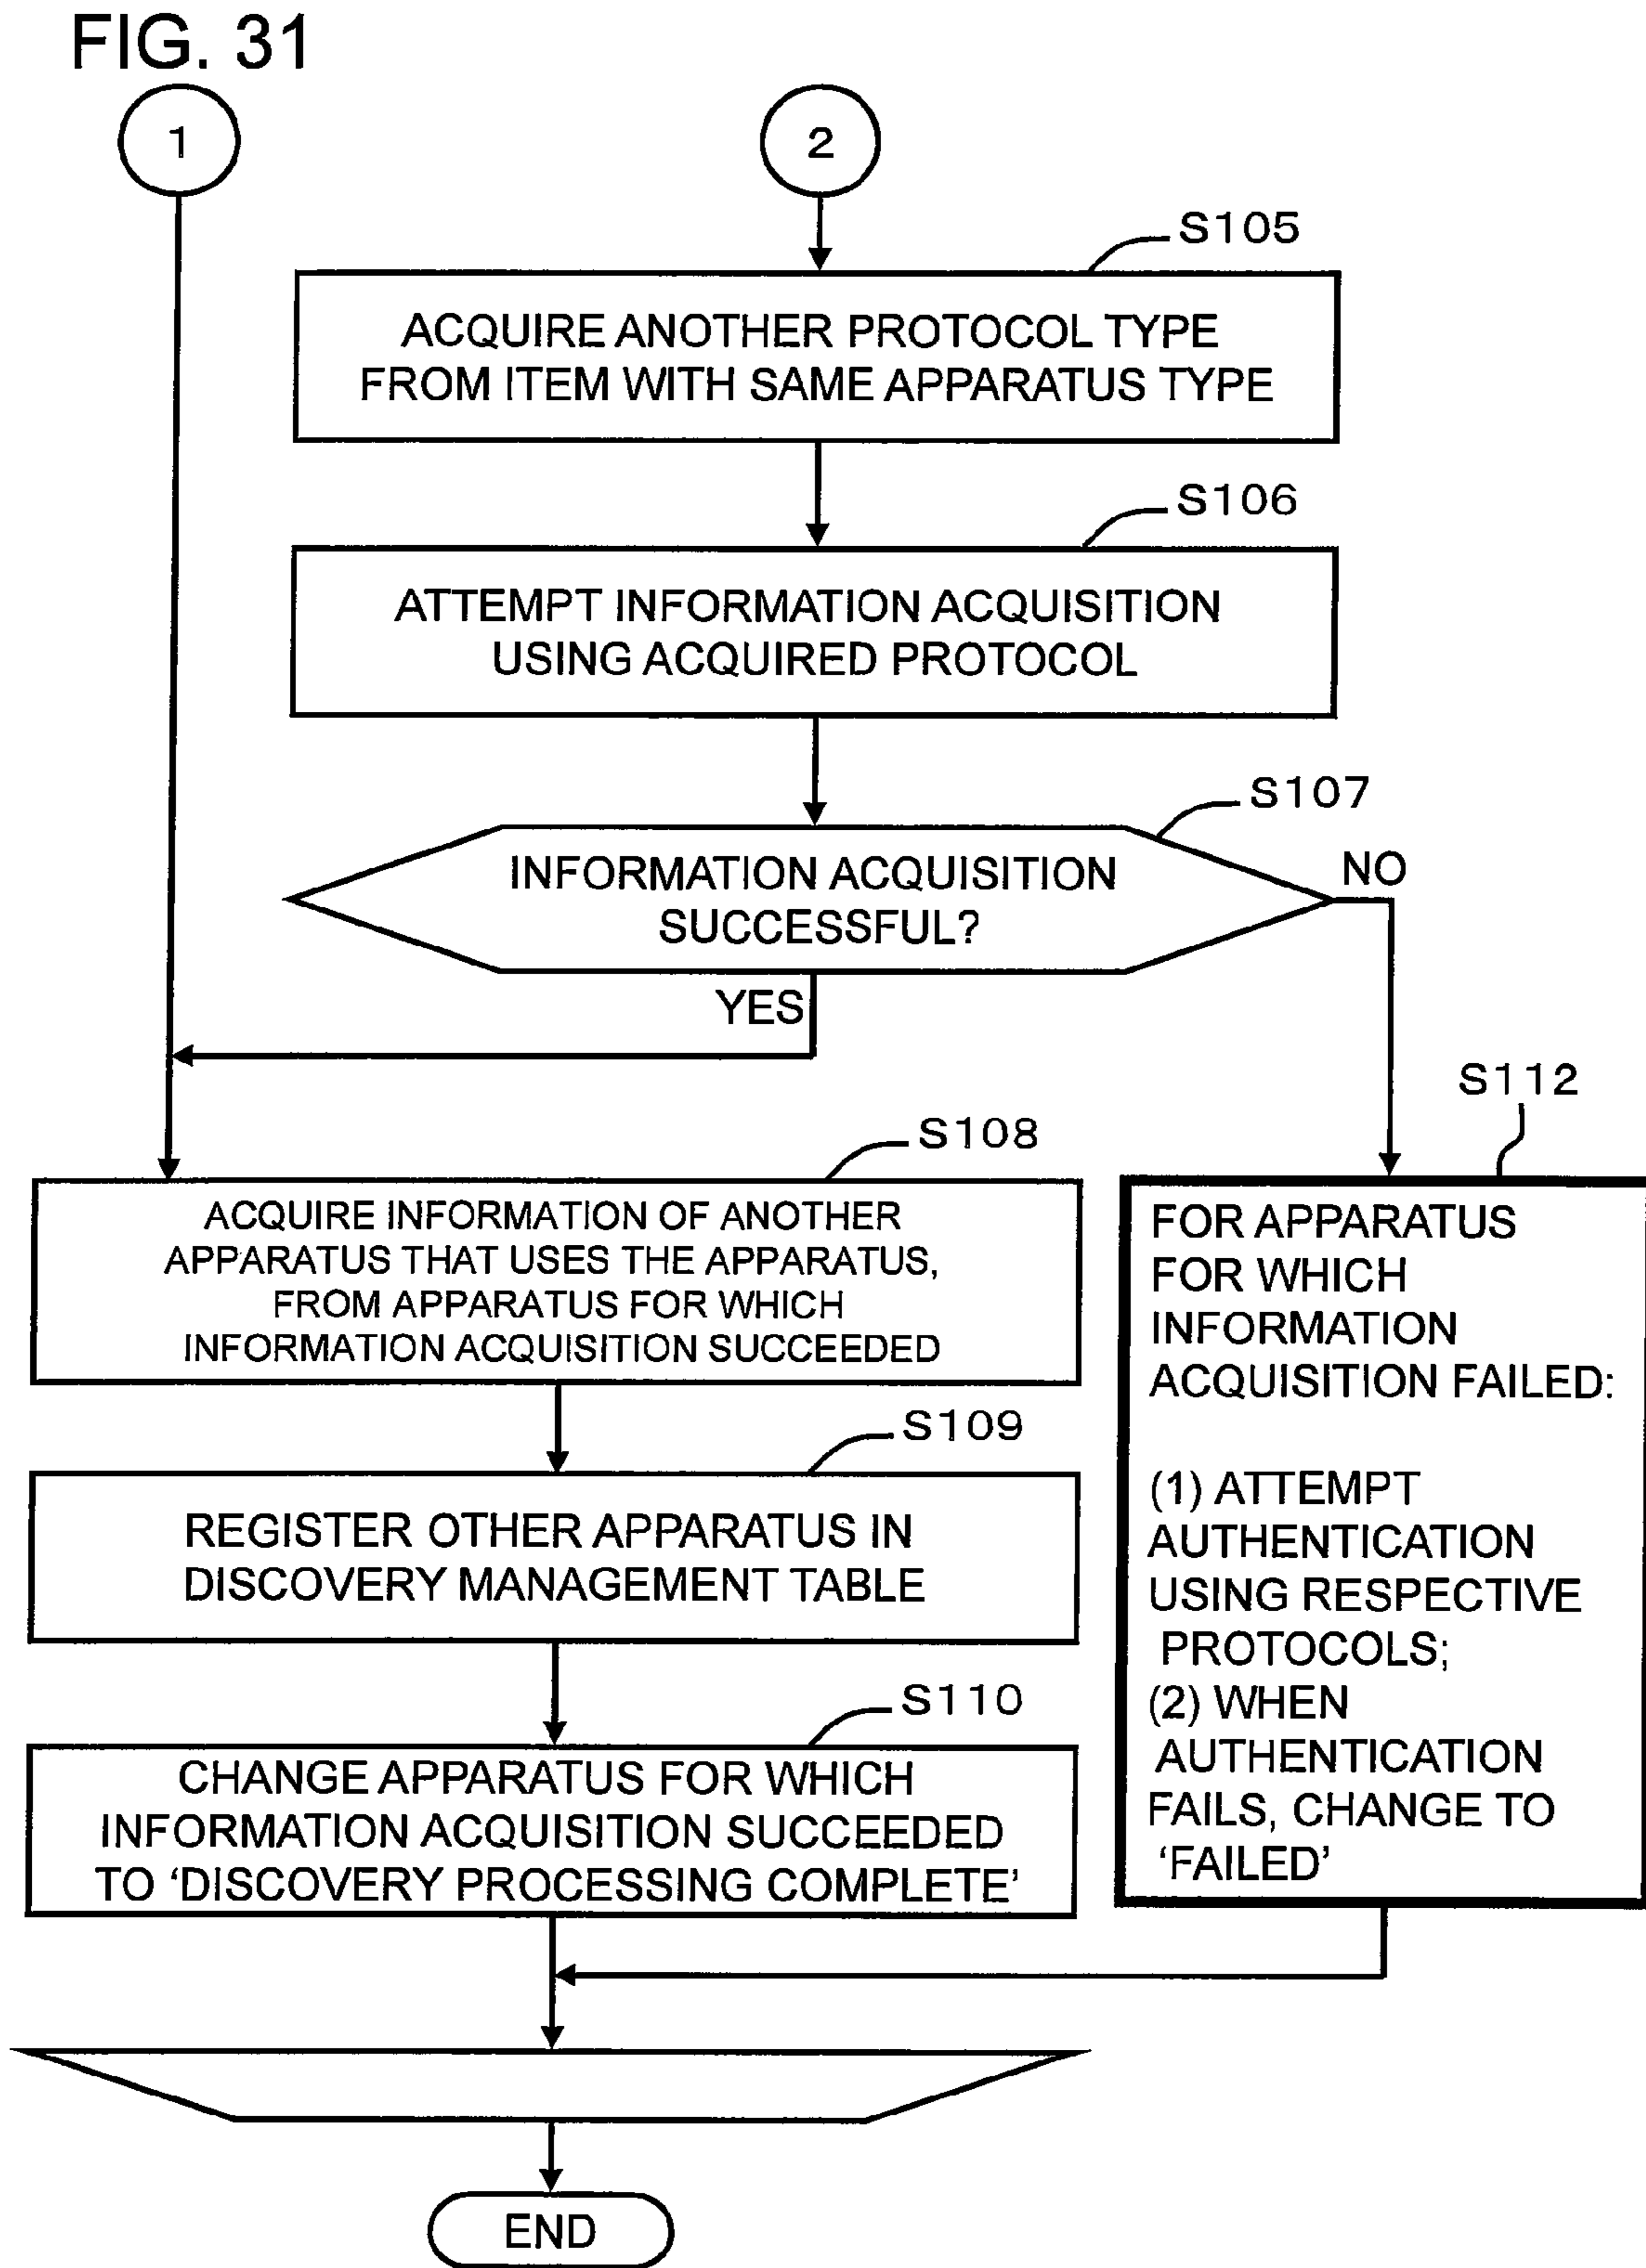 FIG. 31
1
2
S105
ACQUIRE ANOTHER PROTOCOL TYPE
FROM ITEM WITH SAME APPARATUS TYPE
S106
ATTEMPT INFORMATION ACQUISITION
USING ACQUIRED PROTOCOL
S107
INFORMATION ACQUISITION
SUCCESSFUL?
NO
YES
S108
ACQUIRE INFORMATION OF ANOTHER
APPARATUS THAT USES THE APPARATUS,
FROM APPARATUS FOR WHICH
INFORMATION ACQUISITION SUCCEEDED
S109
REGISTER OTHER APPARATUS IN
DISCOVERY MANAGEMENT TABLE
S110
CHANGE APPARATUS FOR WHICH
INFORMATION ACQUISITION SUCCEEDED
TO ‘DISCOVERY PROCESSING COMPLETE’
S112
FOR APPARATUS
FOR WHICH
INFORMATION
ACQUISITION FAILED:
(1) ATTEMPT
AUTHENTICATION
USING RESPECTIVE
PROTOCOLS;
(2) WHEN
AUTHENTICATION
FAILS, CHANGE TO
‘FAILED’
END